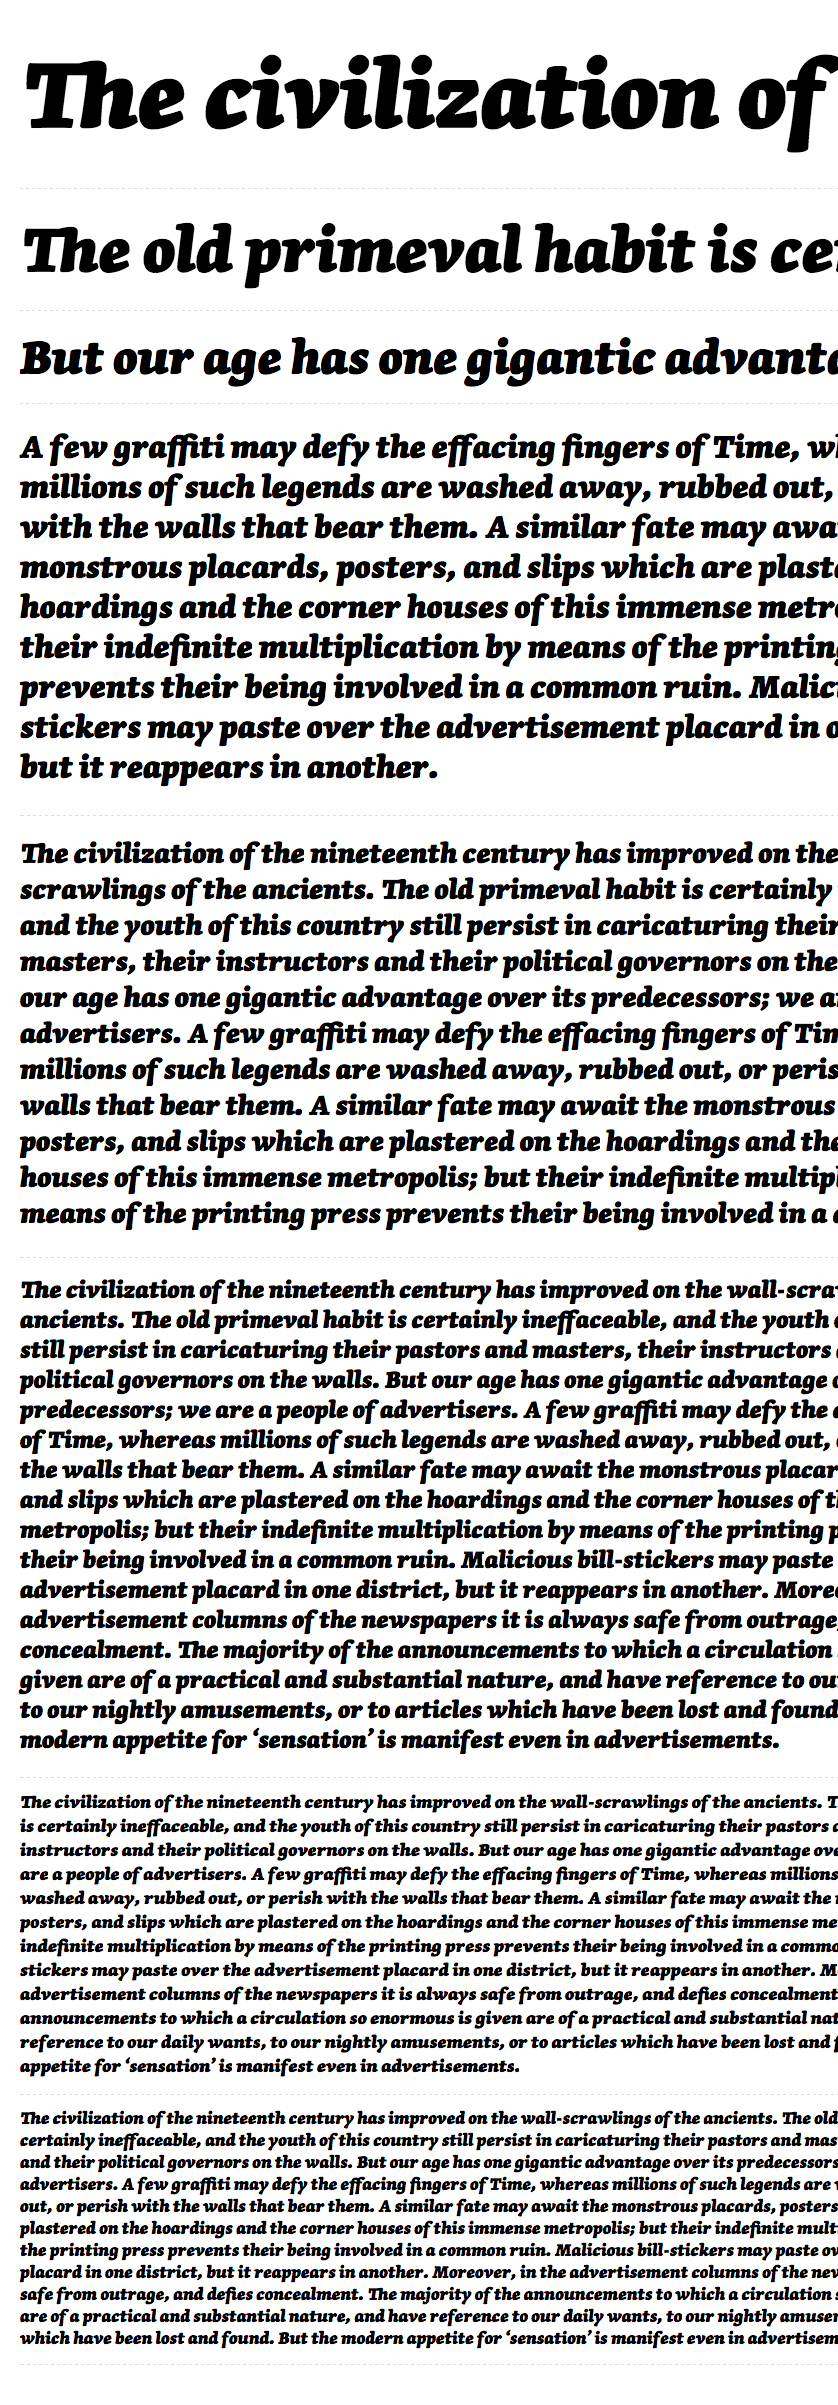 The civilization of
The old primeval habit is ce
But our age has one gigantic advant
A few graffiti may defy the effacing fingers of Time, w
millions of such legends are washed away, rubbed out,
with the walls that bear them. A similar fate may awa
monstrous placards, posters, and slips which are plast
hoardings and the corner houses of this immense metr
their indefinite multiplication by means of the printing
prevents their being involved in a common ruin. Malic
stickers may paste over the advertisement placard in o
but it reappears in another.
The civilization of the nineteenth century has improved on the
scrawlings of the ancients. The old primeval habit is certainly
and the youth of this country still persist in caricaturing their
masters, their instructors and their political governors on the
our age has one gigantic advantage over its predecessors; we a
advertisers. A few graffiti may defy the effacing fingers of Tim
millions of such legends are washed away, rubbed out, or peris
walls that bear them. A similar fate may await the monstrous
posters, and slips which are plastered on the hoardings and the
houses of this immense metropolis; but their indefinite multip
means of the printing press prevents their being involved in a
The civilization of the nineteenth century has improved on the wall-scra
ancients. The old primeval habit is certainly ineffaceable, and the youth
still persist in caricaturing their pastors and masters, their instructors
political governors on the walls. But our age has one gigantic advantage
predecessors; we are a people of advertisers. A few graffiti may defy the
of Time, whereas millions of such legends are washed away, rubbed out,
the walls that bear them. A similar fate may await the monstrous placar
and slips which are plastered on the hoardings and the corner houses of t
metropolis; but their indefinite multiplication by means of the printing
their being involved in a common ruin. Malicious bill-stickers may paste
advertisement placard in one district, but it reappears in another. More
advertisement columns of the newspapers it is always safe from outrage,
concealment. The majority of the announcements to which a circulation
given are of a practical and substantial nature, and have reference to ou
to our nightly amusements, or to articles which have been lost and found
modern appetite for ‘sensation’ is manifest even in advertisements.
The civilization of the nineteenth century has improved on the wall-scrawlings of the ancients. T
is certainly ineffaceable, and the youth of this country still persist in caricaturing their pastors
instructors and their political governors on the walls. But our age has one gigantic advantage ov
are a people of advertisers. A few graffiti may defy the effacing fingers of Time, whereas millions
washed away, rubbed out, or perish with the walls that bear them. A similar fate may await the
posters, and slips which are plastered on the hoardings and the corner houses of this immense me
indefinite multiplication by means of the printing press prevents their being involved in a commo
stickers may paste over the advertisement placard in one district, but it reappears in another. M
advertisement columns of the newspapers it is always safe from outrage, and defies concealment
announcements to which a circulation so enormous is given are of a practical and substantial nat
reference to our daily wants, to our nightly amusements, or to articles which have been lost and f
appetite for ‘sensation’ is manifest even in advertisements.
The civilization of the nineteenth century has improved on the wall-scrawlings of the ancients. The old
certainly ineffaceable, and the youth of this country still persist in caricaturing their pastors and mas
and their political governors on the walls. But our age has one gigantic advantage over its predecessors
advertisers. A few graffiti may defy the effacing fingers of Time, whereas millions of such legends are
out, or perish with the walls that bear them. A similar fate may await the monstrous placards, posters
plastered on the hoardings and the corner houses of this immense metropolis; but their indefinite mult
the printing press prevents their being involved in a common ruin. Malicious bill-stickers may paste ov
placard in one district, but it reappears in another. Moreover, in the advertisement columns of the nev
safe from outrage, and defies concealment. The majority of the announcements to which a circulation
are of a practical and substantial nature, and have reference to our daily wants, to our nightly amuse
which have been lost and found. But the modern appetite for ‘sensation’ is manifest even in advertisem